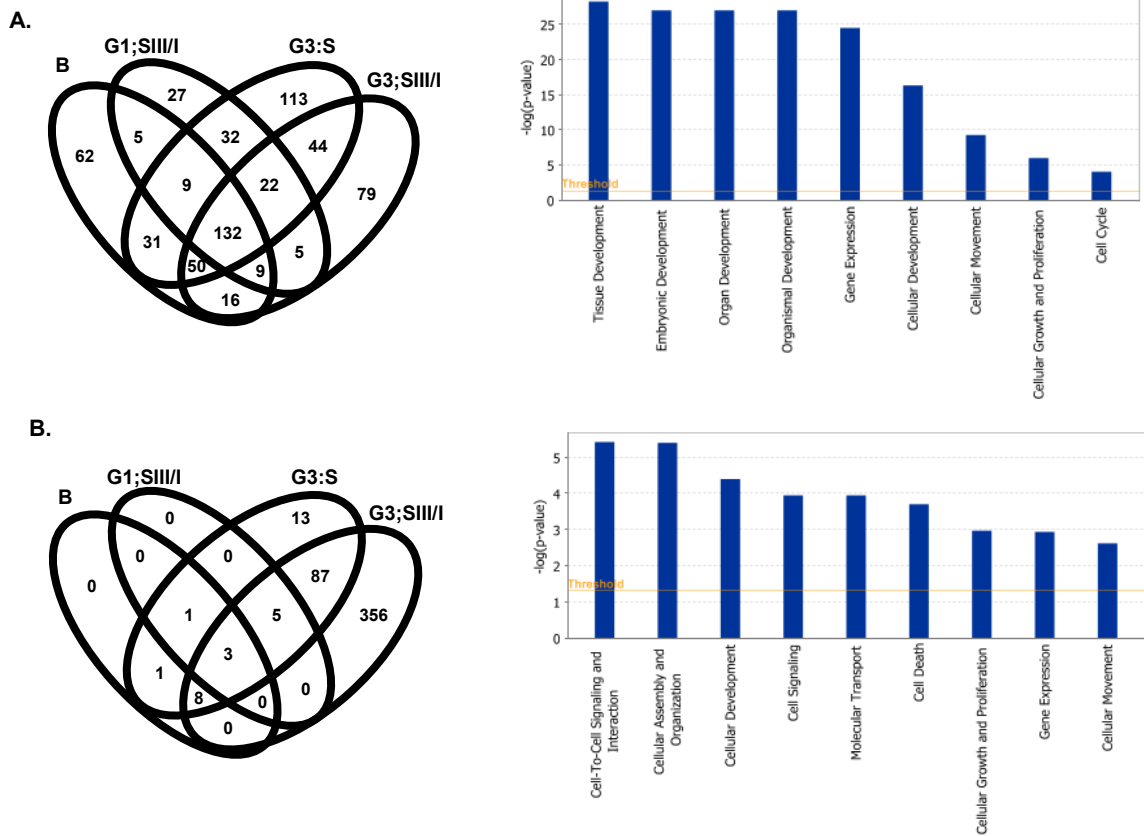 A.
G1;SIII/I
G3:S
B
G3;SIII/I
27
113
5
32
44
62
9
22
79
31
132
5
50
9
16
25
20
15
10
5
0
-log(p-value)
Threshold
Tissue Development
Embryonic Development
Organ Development
Organismal Development
Gene Expression
Cellular Development
Cellular Movement
Cellular Growth and Proliferation
Cell Cycle
B.
G1;SIII/I
G3:S
B
G3;SIII/I
0
13
0
0
87
0
1
5
356
1
3
0
8
0
0
5
4
3
2
1
0
-log(p-value)
Threshold
Cell-To-Cell Signaling and
Interaction
Cellular Assembly and
Organization
Cellular Development
Cell Signaling
Molecular Transport
Cell Death
Cellular Growth and Proliferation
Gene Expression
Cellular Movement